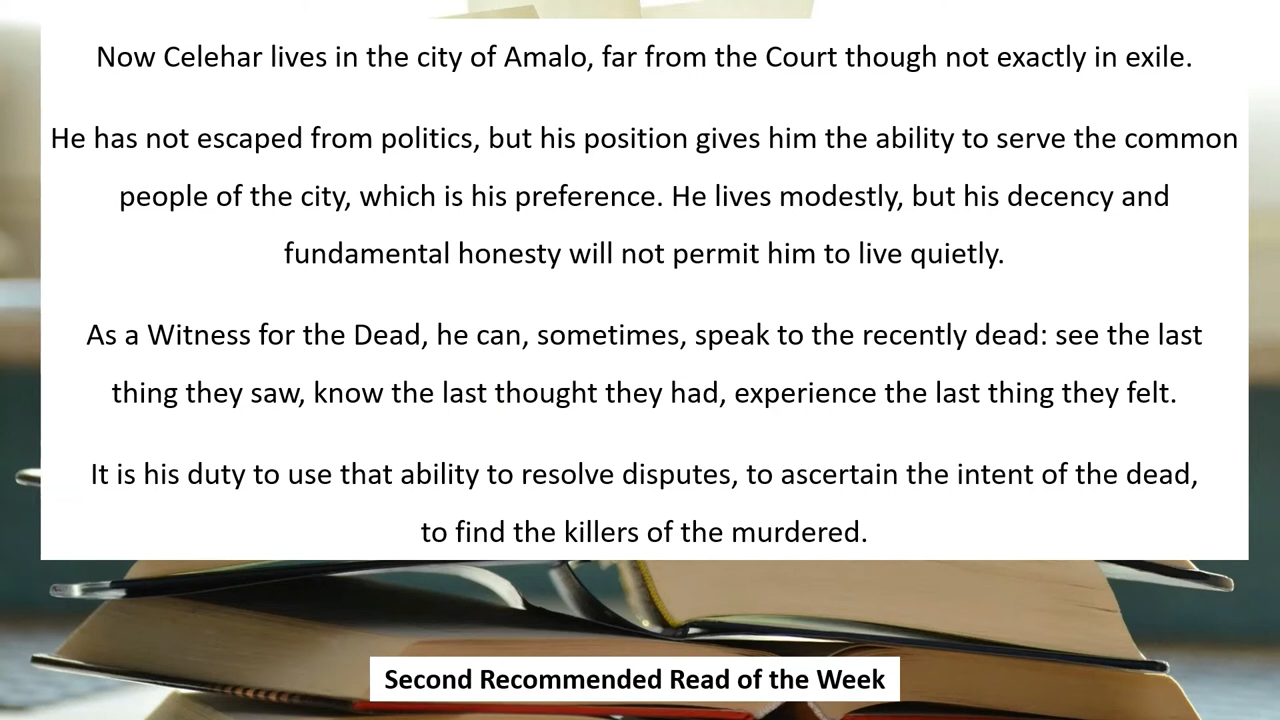 Now Celehar lives in the city of Amalo, far from the Court though not exactly in exile.
He has not escaped from politics, but his position gives him the ability to serve the common
people of the city, which is his preference. He lives modestly, but his decency and
fundamental honesty will not permit him to live quietly.
As a Witness for the Dead, he can, sometimes, speak to the recently dead: see the last
thing they saw, know the last thought they had, experience the last thing they felt.
It is his duty to use that ability to resolve disputes, to ascertain the intent of the dead,
to find the killers of the murdered.
Second Recommended Read of the Week